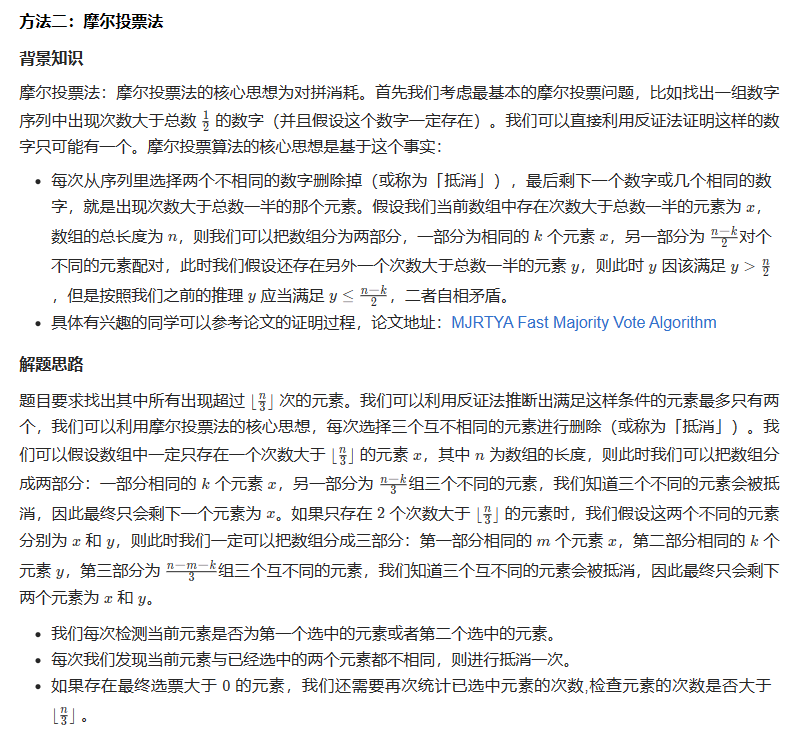 方法二：摩尔投票法
背景知识
摩尔投票法：摩尔投票法的核心思想为对拼消耗。首先我们考虑最基本的摩尔投票问题，比如找出一组数字
序列中出现次数大于总数 $\frac{1}{2}$ 的数字（并且假设这个数字一定存在）。我们可以直接利用反证法证明这样的数
字只可能有一个。摩尔投票算法的核心思想是基于这个事实：
• 每次从序列里选择两个不相同的数字删除掉（或称为「抵消」），最后剩下一个数字或几个相同的数
字，就是出现次数大于总数一半的那个元素。假设我们当前数组中存在次数大于总数一半的元素为 $x$，
数组的总长度为 $n$，则我们可以把数组分为两部分，一部分为相同的 $k$ 个元素 $x$，另一部分为 $\frac{n-k}{2}$对个
不同的元素配对，此时我们假设还存在另外一个次数大于总数一半的元素 $y$，则此时 $y$ 因该满足 $y > \frac{n}{2}$
，但是按照我们之前的推理 $y$ 应当满足 $y \leq \frac{n-k}{2}$，二者自相矛盾。
• 具体有兴趣的同学可以参考论文的证明过程，论文地址：MJRTYA Fast Majority Vote Algorithm
解题思路
题目要求找出其中所有出现超过 $\lfloor \frac{n}{3} \rfloor$ 次的元素。我们可以利用反证法推断出满足这样条件的元素最多只有两
个，我们可以利用摩尔投票法的核心思想，每次选择三个互不相同的元素进行删除（或称为「抵消」）。我
们可以假设数组中一定只存在一个次数大于 $\lfloor \frac{n}{3} \rfloor$ 的元素 $x$，其中 $n$ 为数组的长度，则此时我们可以把数组分
成两部分：一部分相同的 $k$ 个元素 $x$，另一部分为 $\frac{n-k}{3}$组三个不同的元素，我们知道三个不同的元素会被抵
消，因此最终只会剩下一个元素为 $x$。如果只存在 $2$ 个次数大于 $\lfloor \frac{n}{3} \rfloor$ 的元素时，我们假设这两个不同的元素
分别为 $x$ 和 $y$，则此时我们一定可以把数组分成三部分：第一部分相同的 $m$ 个元素 $x$，第二部分相同的 $k$ 个
元素 $y$，第三部分为 $\frac{n-m-k}{3}$组三个互不同的元素，我们知道三个互不同的元素会被抵消，因此最终只会剩下
两个元素为 $x$ 和 $y$。
• 我们每次检测当前元素是否为第一个选中的元素或者第二个选中的元素。
• 每次我们发现当前元素与已经选中的两个元素都不相同，则进行抵消一次。
• 如果存在最终选票大于 $0$ 的元素，我们还需要再次统计已选中元素的次数,检查元素的次数是否大于
$\lfloor \frac{n}{3} \rfloor$ 。